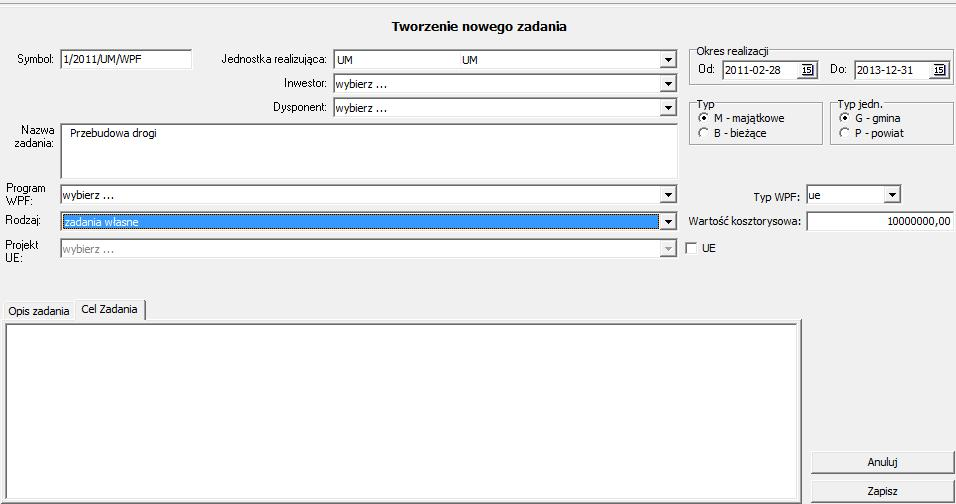 Tworzenie nowego zadania
Symbol: 1/2011/UM/WPF
Jednostka realizująca: UM UM
Okres realizacji
Od: 2011-02-28 15 Do: 2013-12-31 15
Inwestor: wybierz ...
Dysponent: wybierz ...
Typ
M - majątkowe
B - bieżące
Typ jedn.
G - gmina
P - powiat
Nazwa
zadania:
Przebudowa drogi
Program
WPF:
wybierz ...
Typ WPF: ue
Rodzaj: zadania własne
Wartość kosztorysowa: 10000000,00
Projekt
UE:
wybierz ...
UE
Opis zadania Cel Zadania
Anuluj
Zapisz